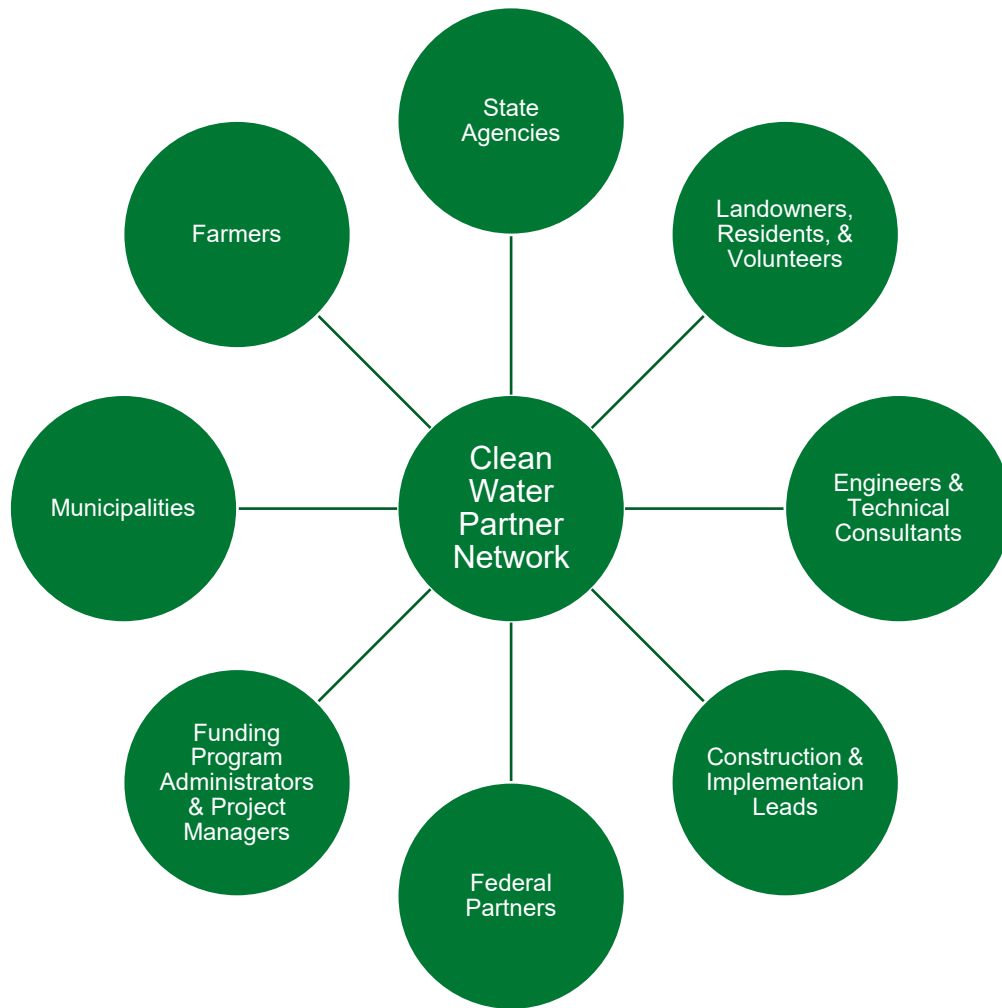 State
Agencies
Landowners,
Residents, &
Volunteers
Engineers &
Technical
Consultants
Construction &
Implementaion
Leads
Federal
Partners
Funding
Program
Administrators
& Project
Managers
Municipalities
Farmers
Clean
Water
Partner
Network